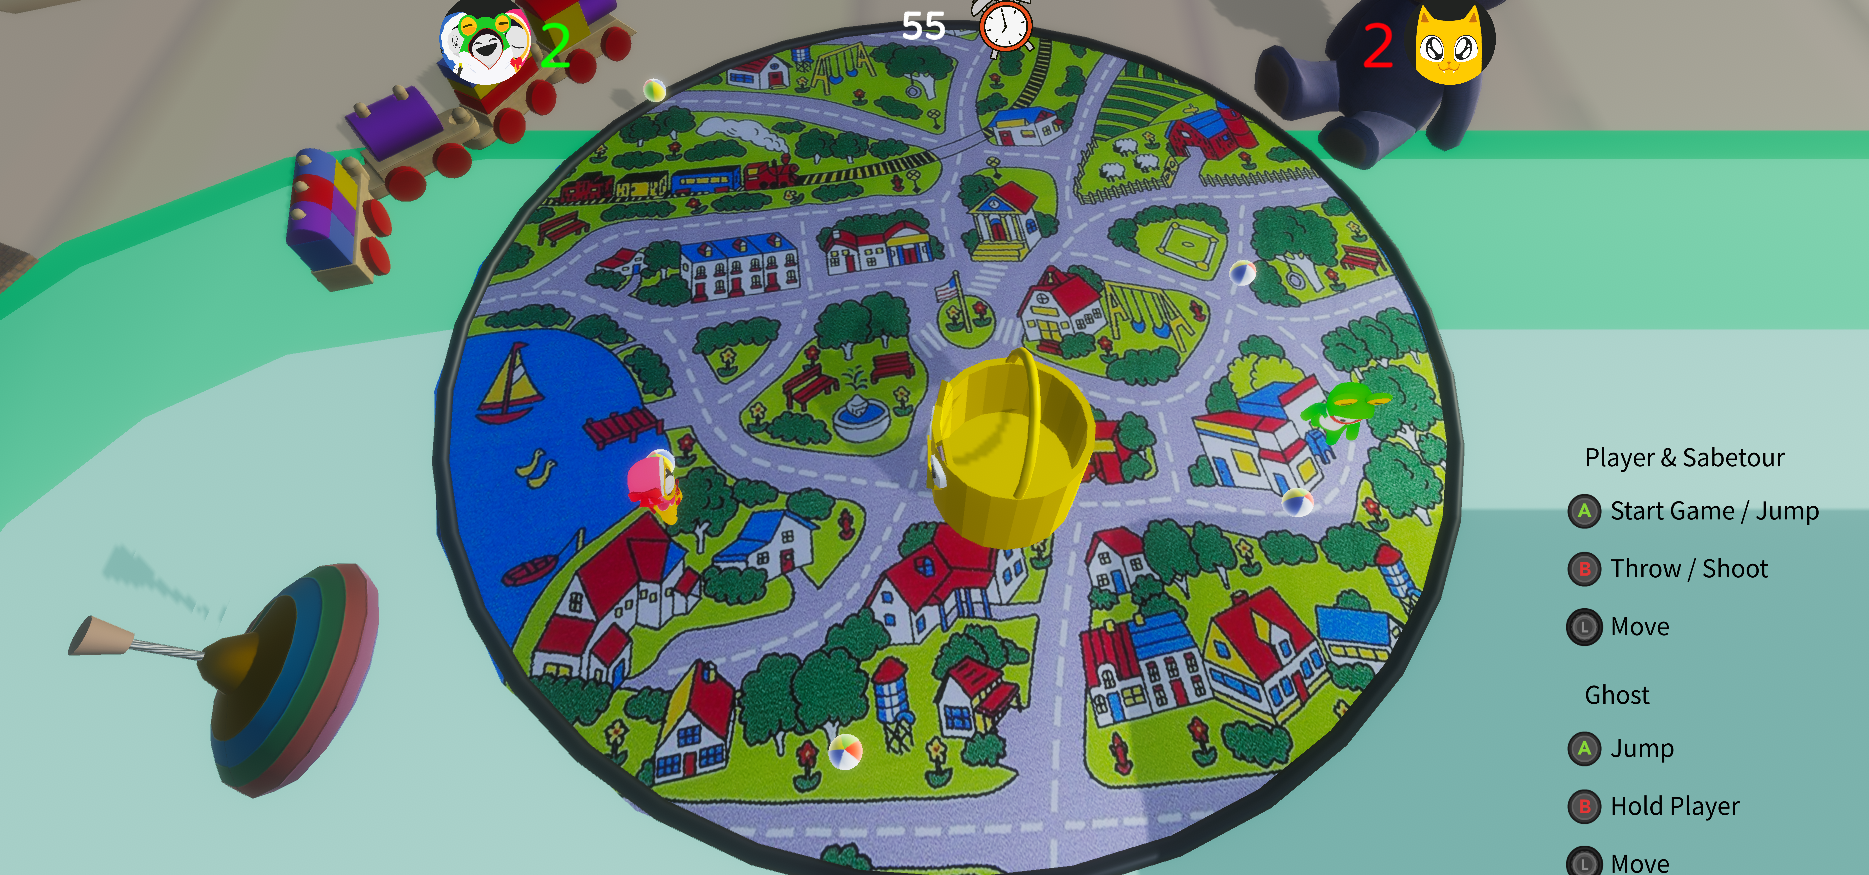 2
55
2
Player & Sabetour
A Start Game / Jump
B Throw / Shoot
L Move
Ghost
A Jump
B Hold Player
L Move